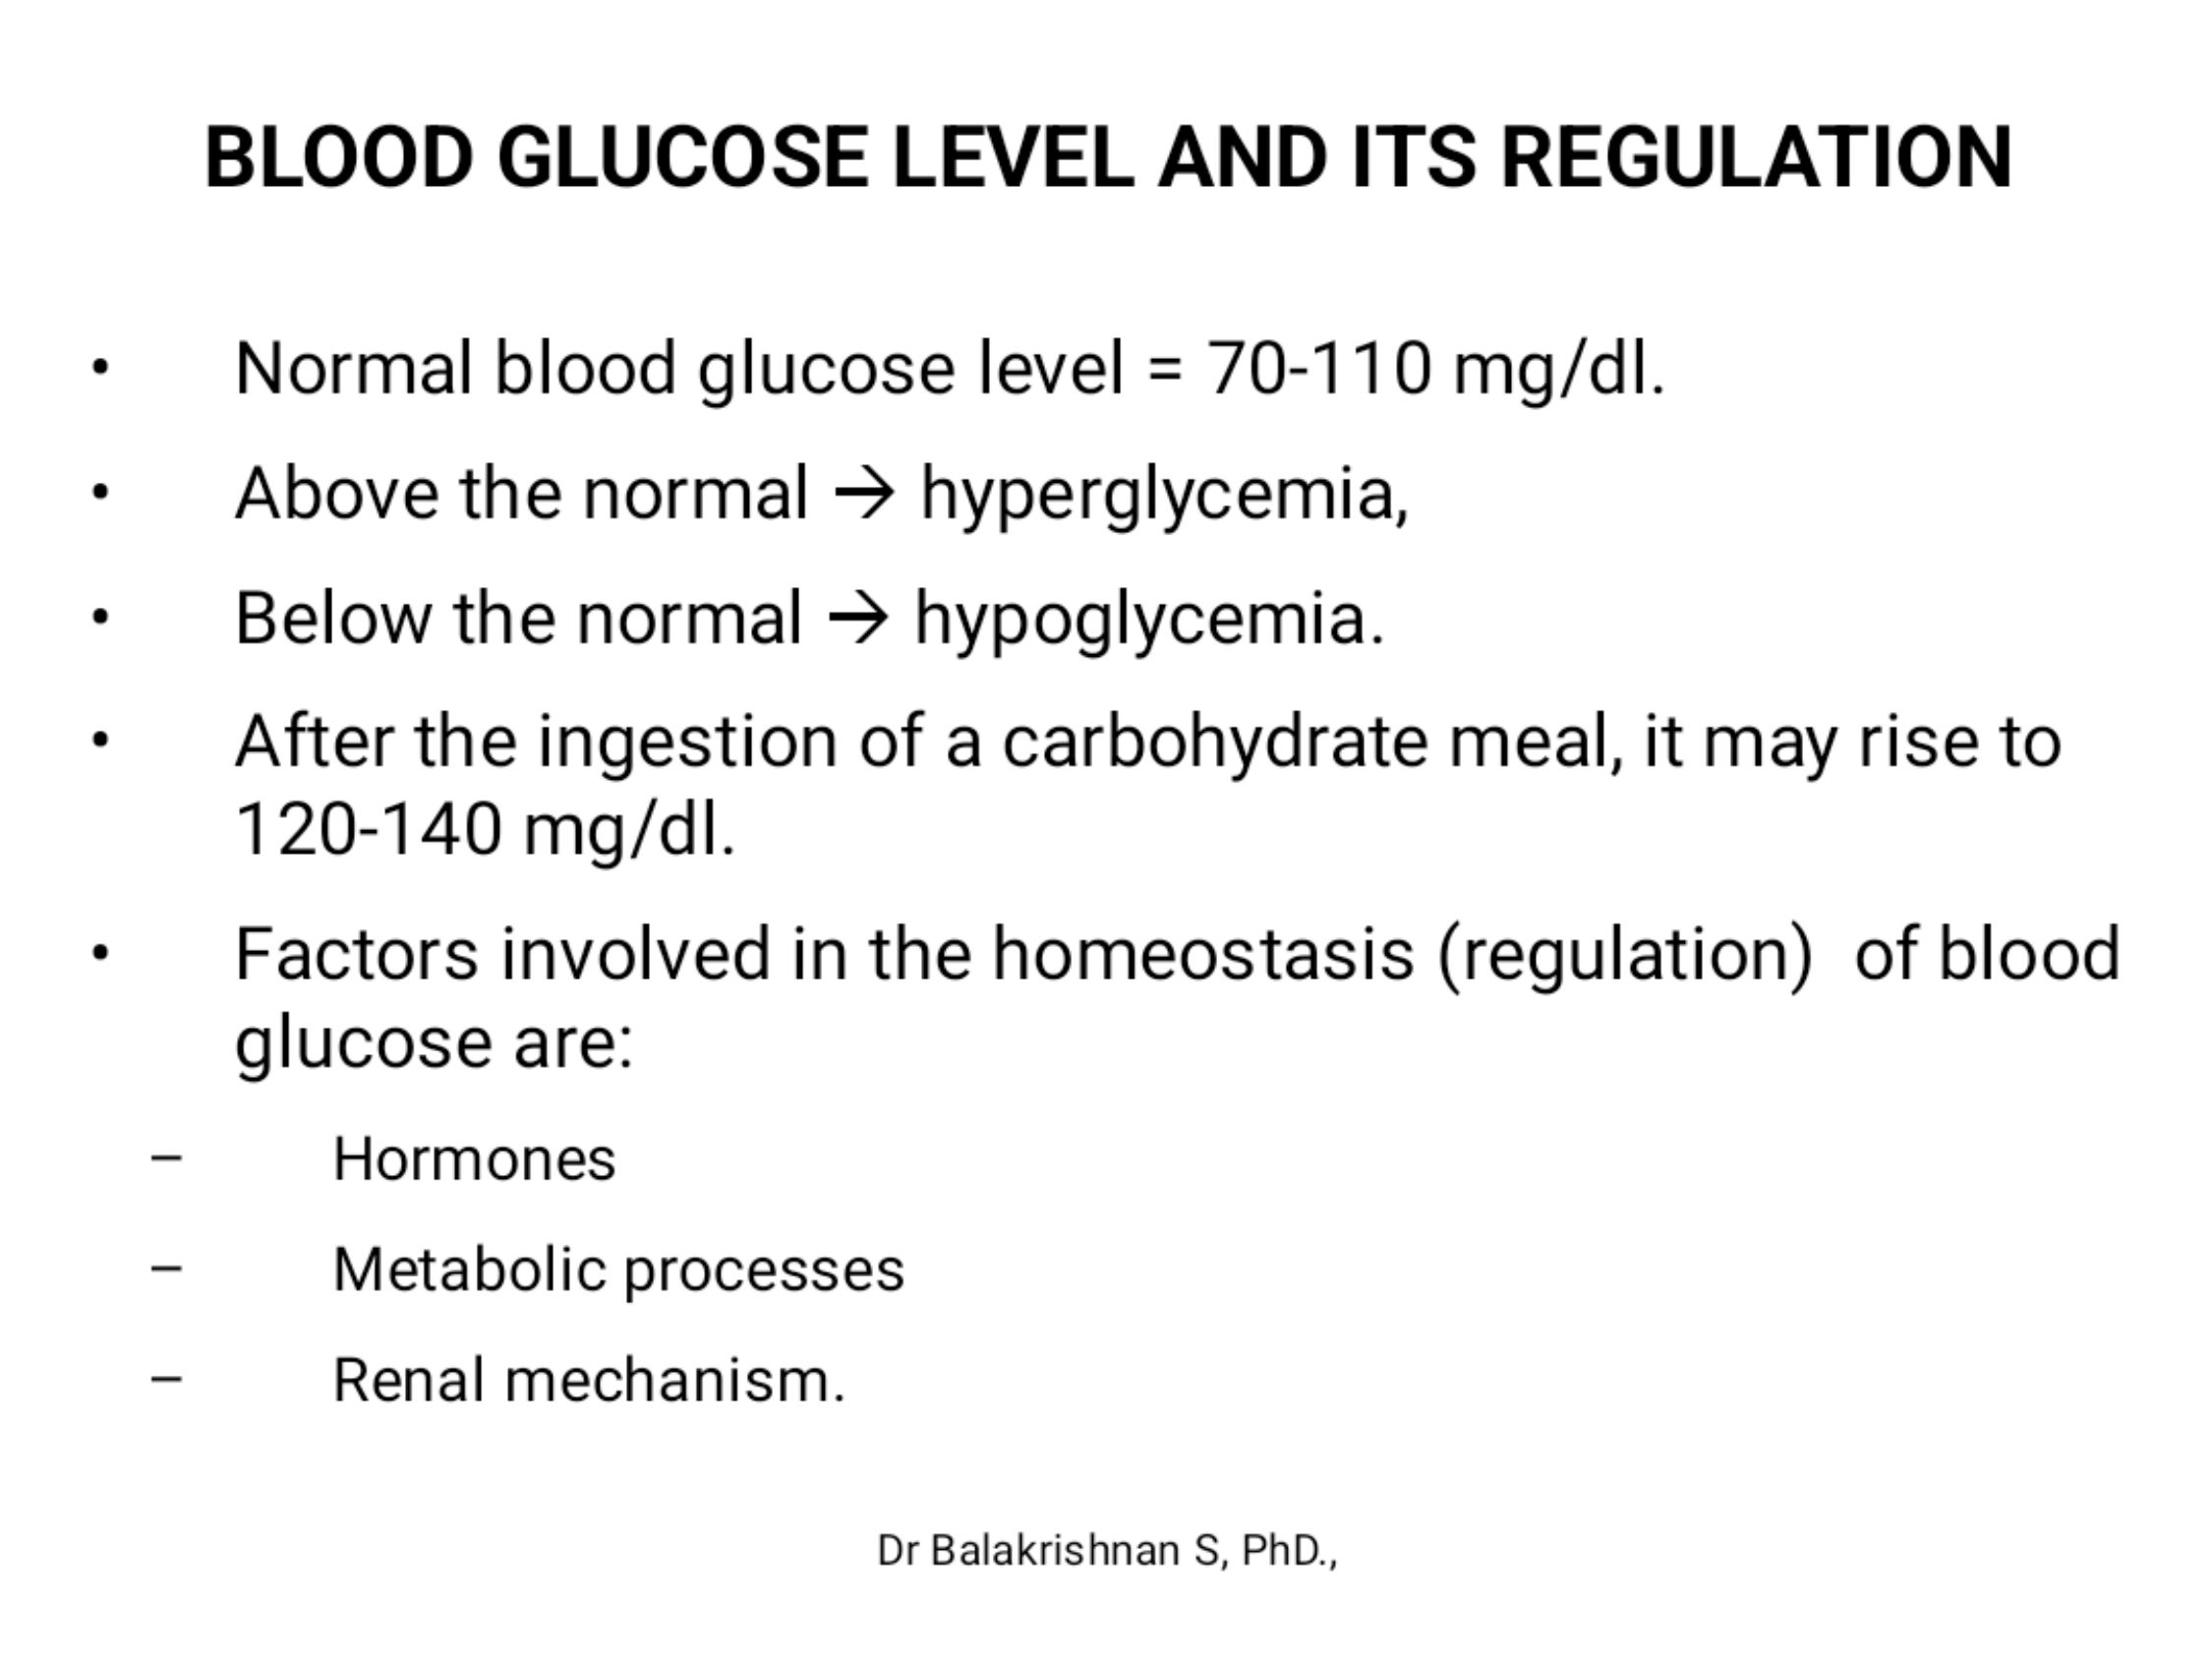 BLOOD GLUCOSE LEVEL AND ITS REGULATION
• Normal blood glucose level = 70-110 mg/dl.
• Above the normal → hyperglycemia,
• Below the normal → hypoglycemia.
• After the ingestion of a carbohydrate meal, it may rise to
120-140 mg/dl.
• Factors involved in the homeostasis (regulation)  of blood
glucose are:
– Hormones
– Metabolic processes
– Renal mechanism.
Dr Balakrishnan S, PhD.,